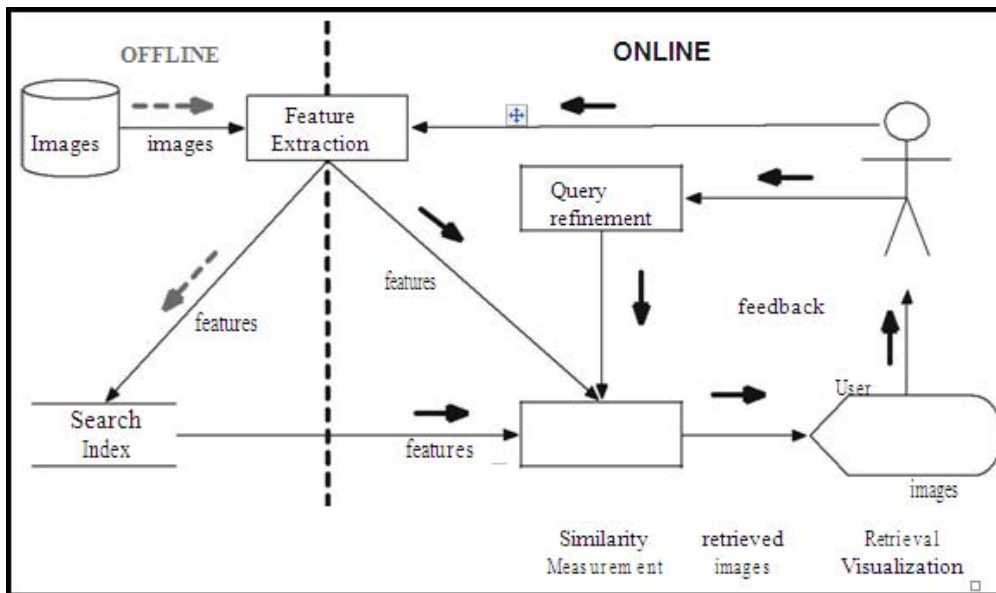 OFFLINE
ONLINE
Images
images
Feature
Extraction
Query
refinement
features
features
feedback
User
Search
Index
features
images
Similarity
Measurement
retrieved
images
Retrieval
Visualization